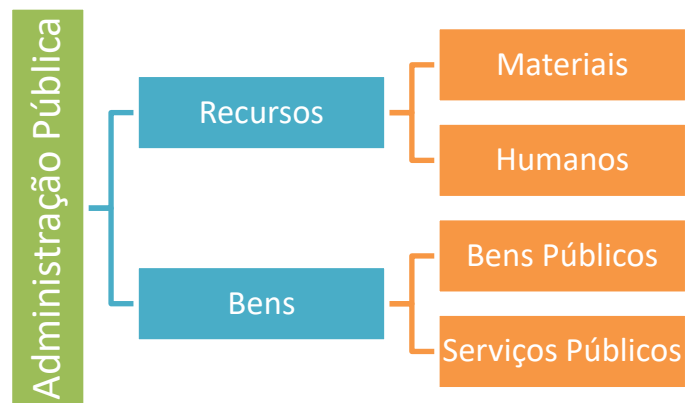 Administração Pública
Recursos
Materiais
Humanos
Bens
Bens Públicos
Serviços Públicos